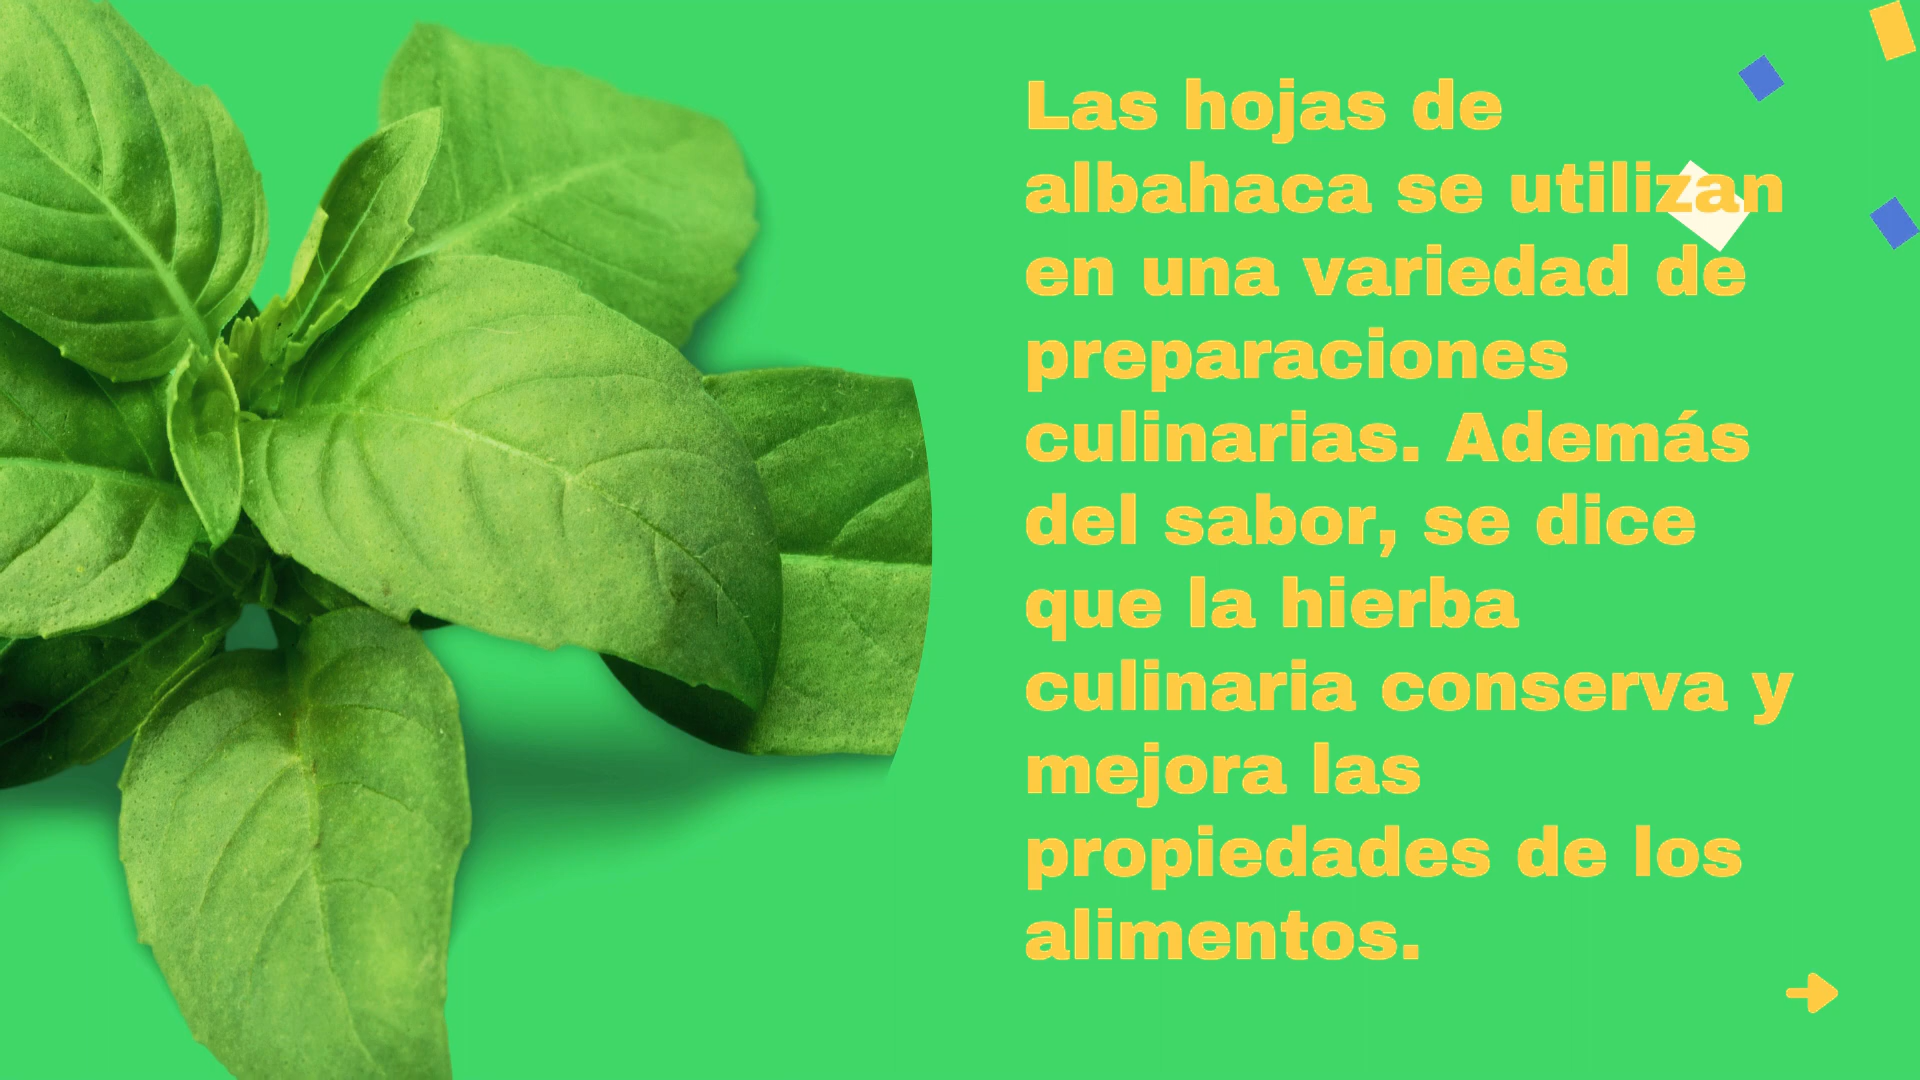 Las hojas de
albahaca se utilizan
en una variedad de
preparaciones
culinarias. Además
del sabor, se dice
que la hierba
culinaria conserva y
mejora las
propiedades de los
alimentos.